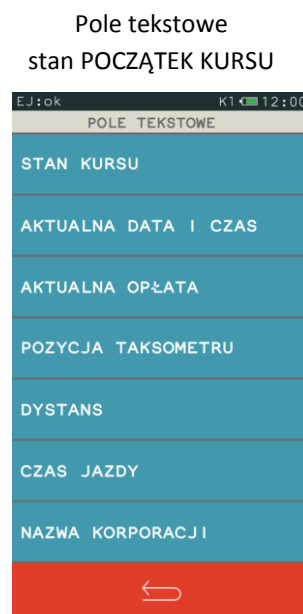 Pole tekstowe
stan POCZĄTEK KURSU
EJ:ok K1 12:00
POLE TEKSTOWE
STAN KURSU
AKTUALNA DATA I CZAS
AKTUALNA OPŁATA
POZYCJA TAKSOMETRU
DYSTANS
CZAS JAZDY
NAZWA KORPORACJI